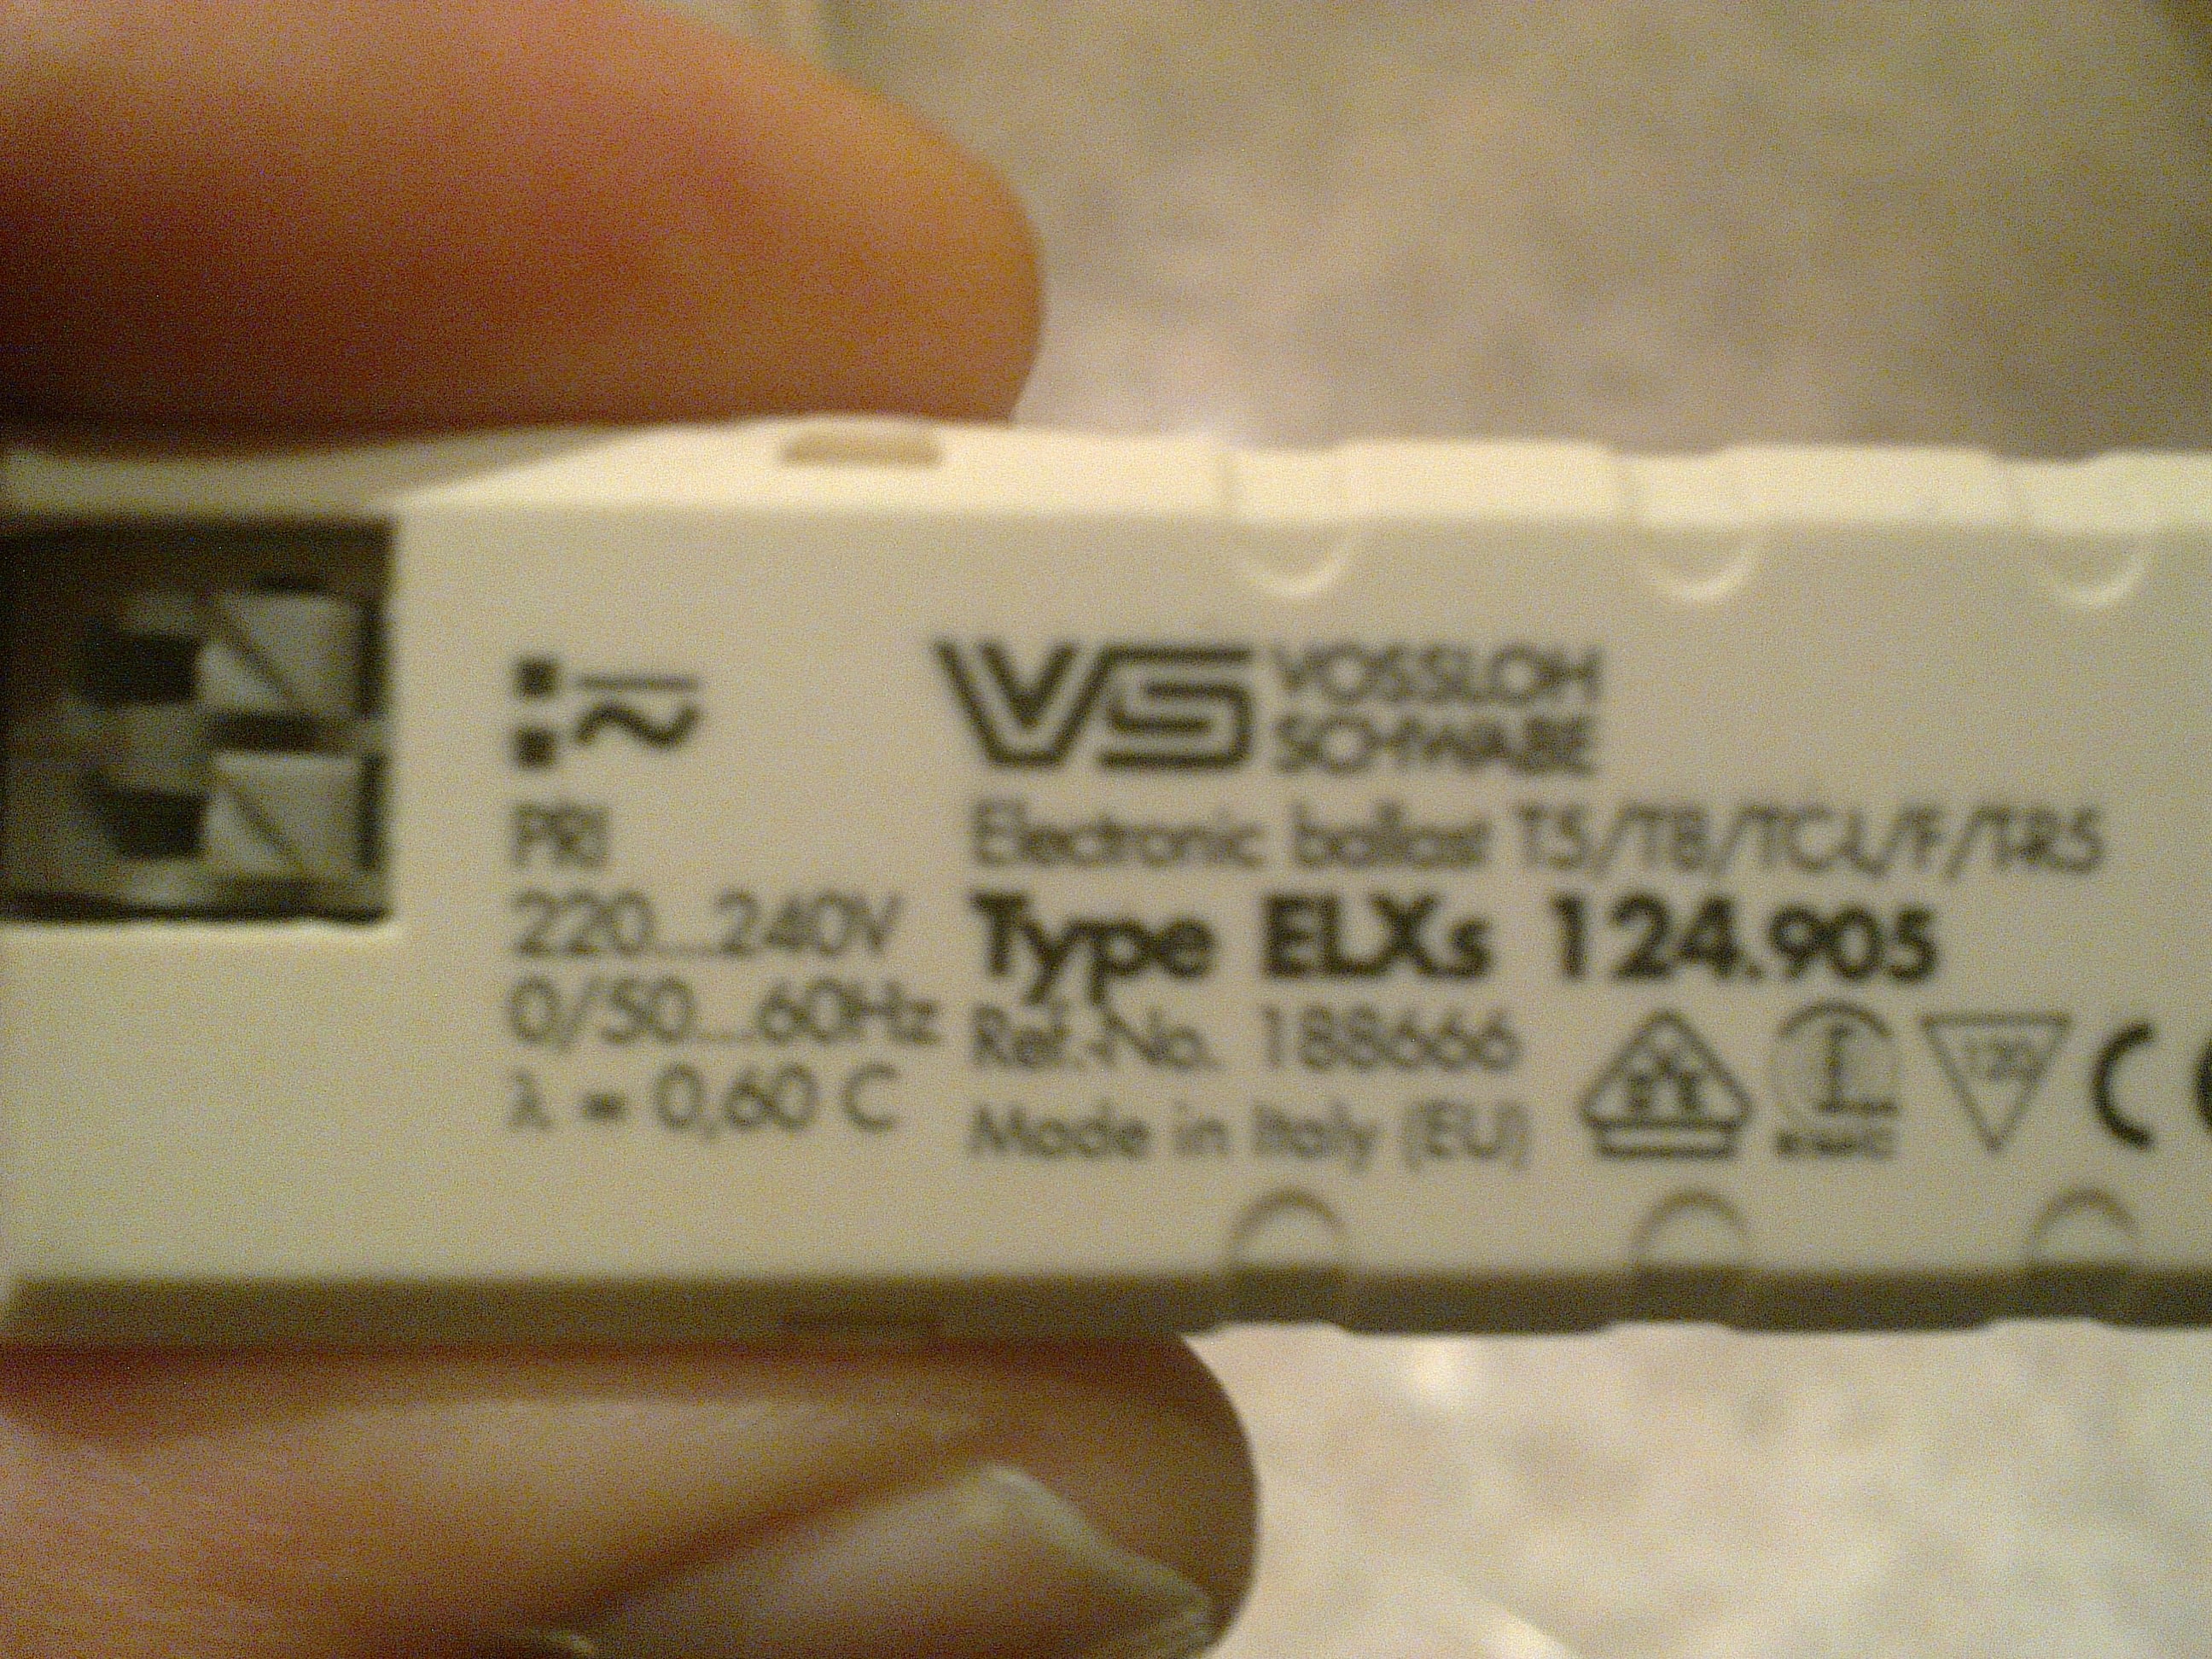 VS VOSSLOH
SCHWABE
PRI
220...240V
0/50...60Hz
λ = 0,60 C
Electronic ballast T5/T8/TC-L/F/T-R5
Type ELXs 124.905
Ref.-No. 188666
Made in Italy (EU)